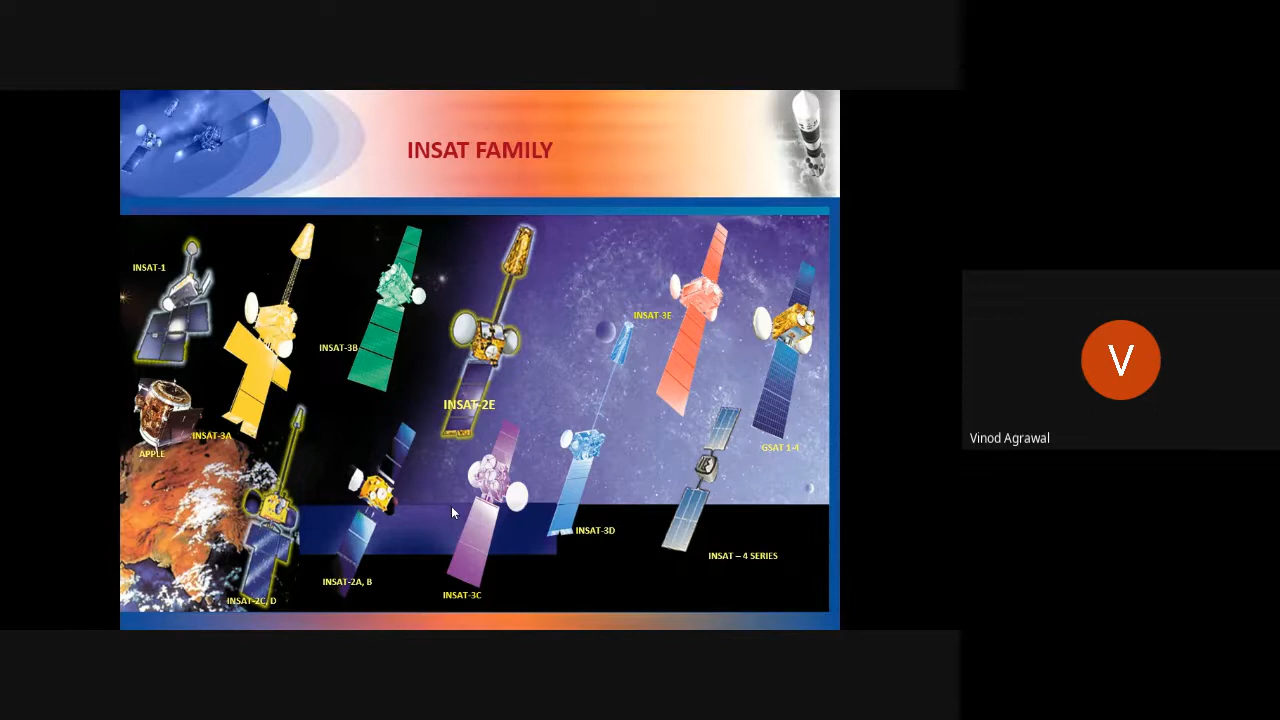 INSAT FAMILY
INSAT-1
INSAT-3E
INSAT-3B
INSAT-2E
INSAT-3A
GSAT 1-4
APPLE
INSAT-3D
INSAT – 4 SERIES
INSAT-2A, B
INSAT-3C
INSAT-2C, D
V
Vinod Agrawal